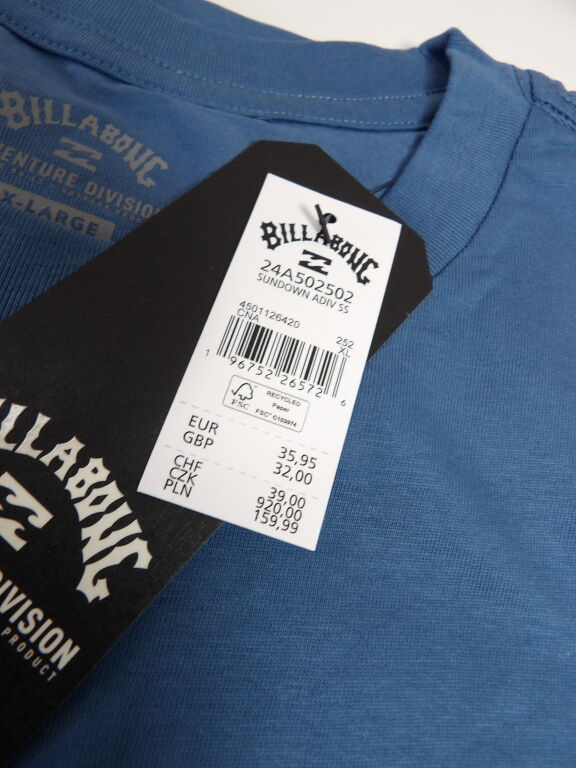 BILLABONG
VENTURE DIVISION
X-LARGE
BILLABONG
24A502502
SUNDOWN ADIV SS
4501126420 252
CNA XL
1 96752 26572 6
FSC
RECYCLED
Paper
FSC® C103974
EUR 35,95
GBP 32,00
CHF 39,00
CZK 920,00
PLN 159,99
ILLABONG
DIVISION
PRODUCT